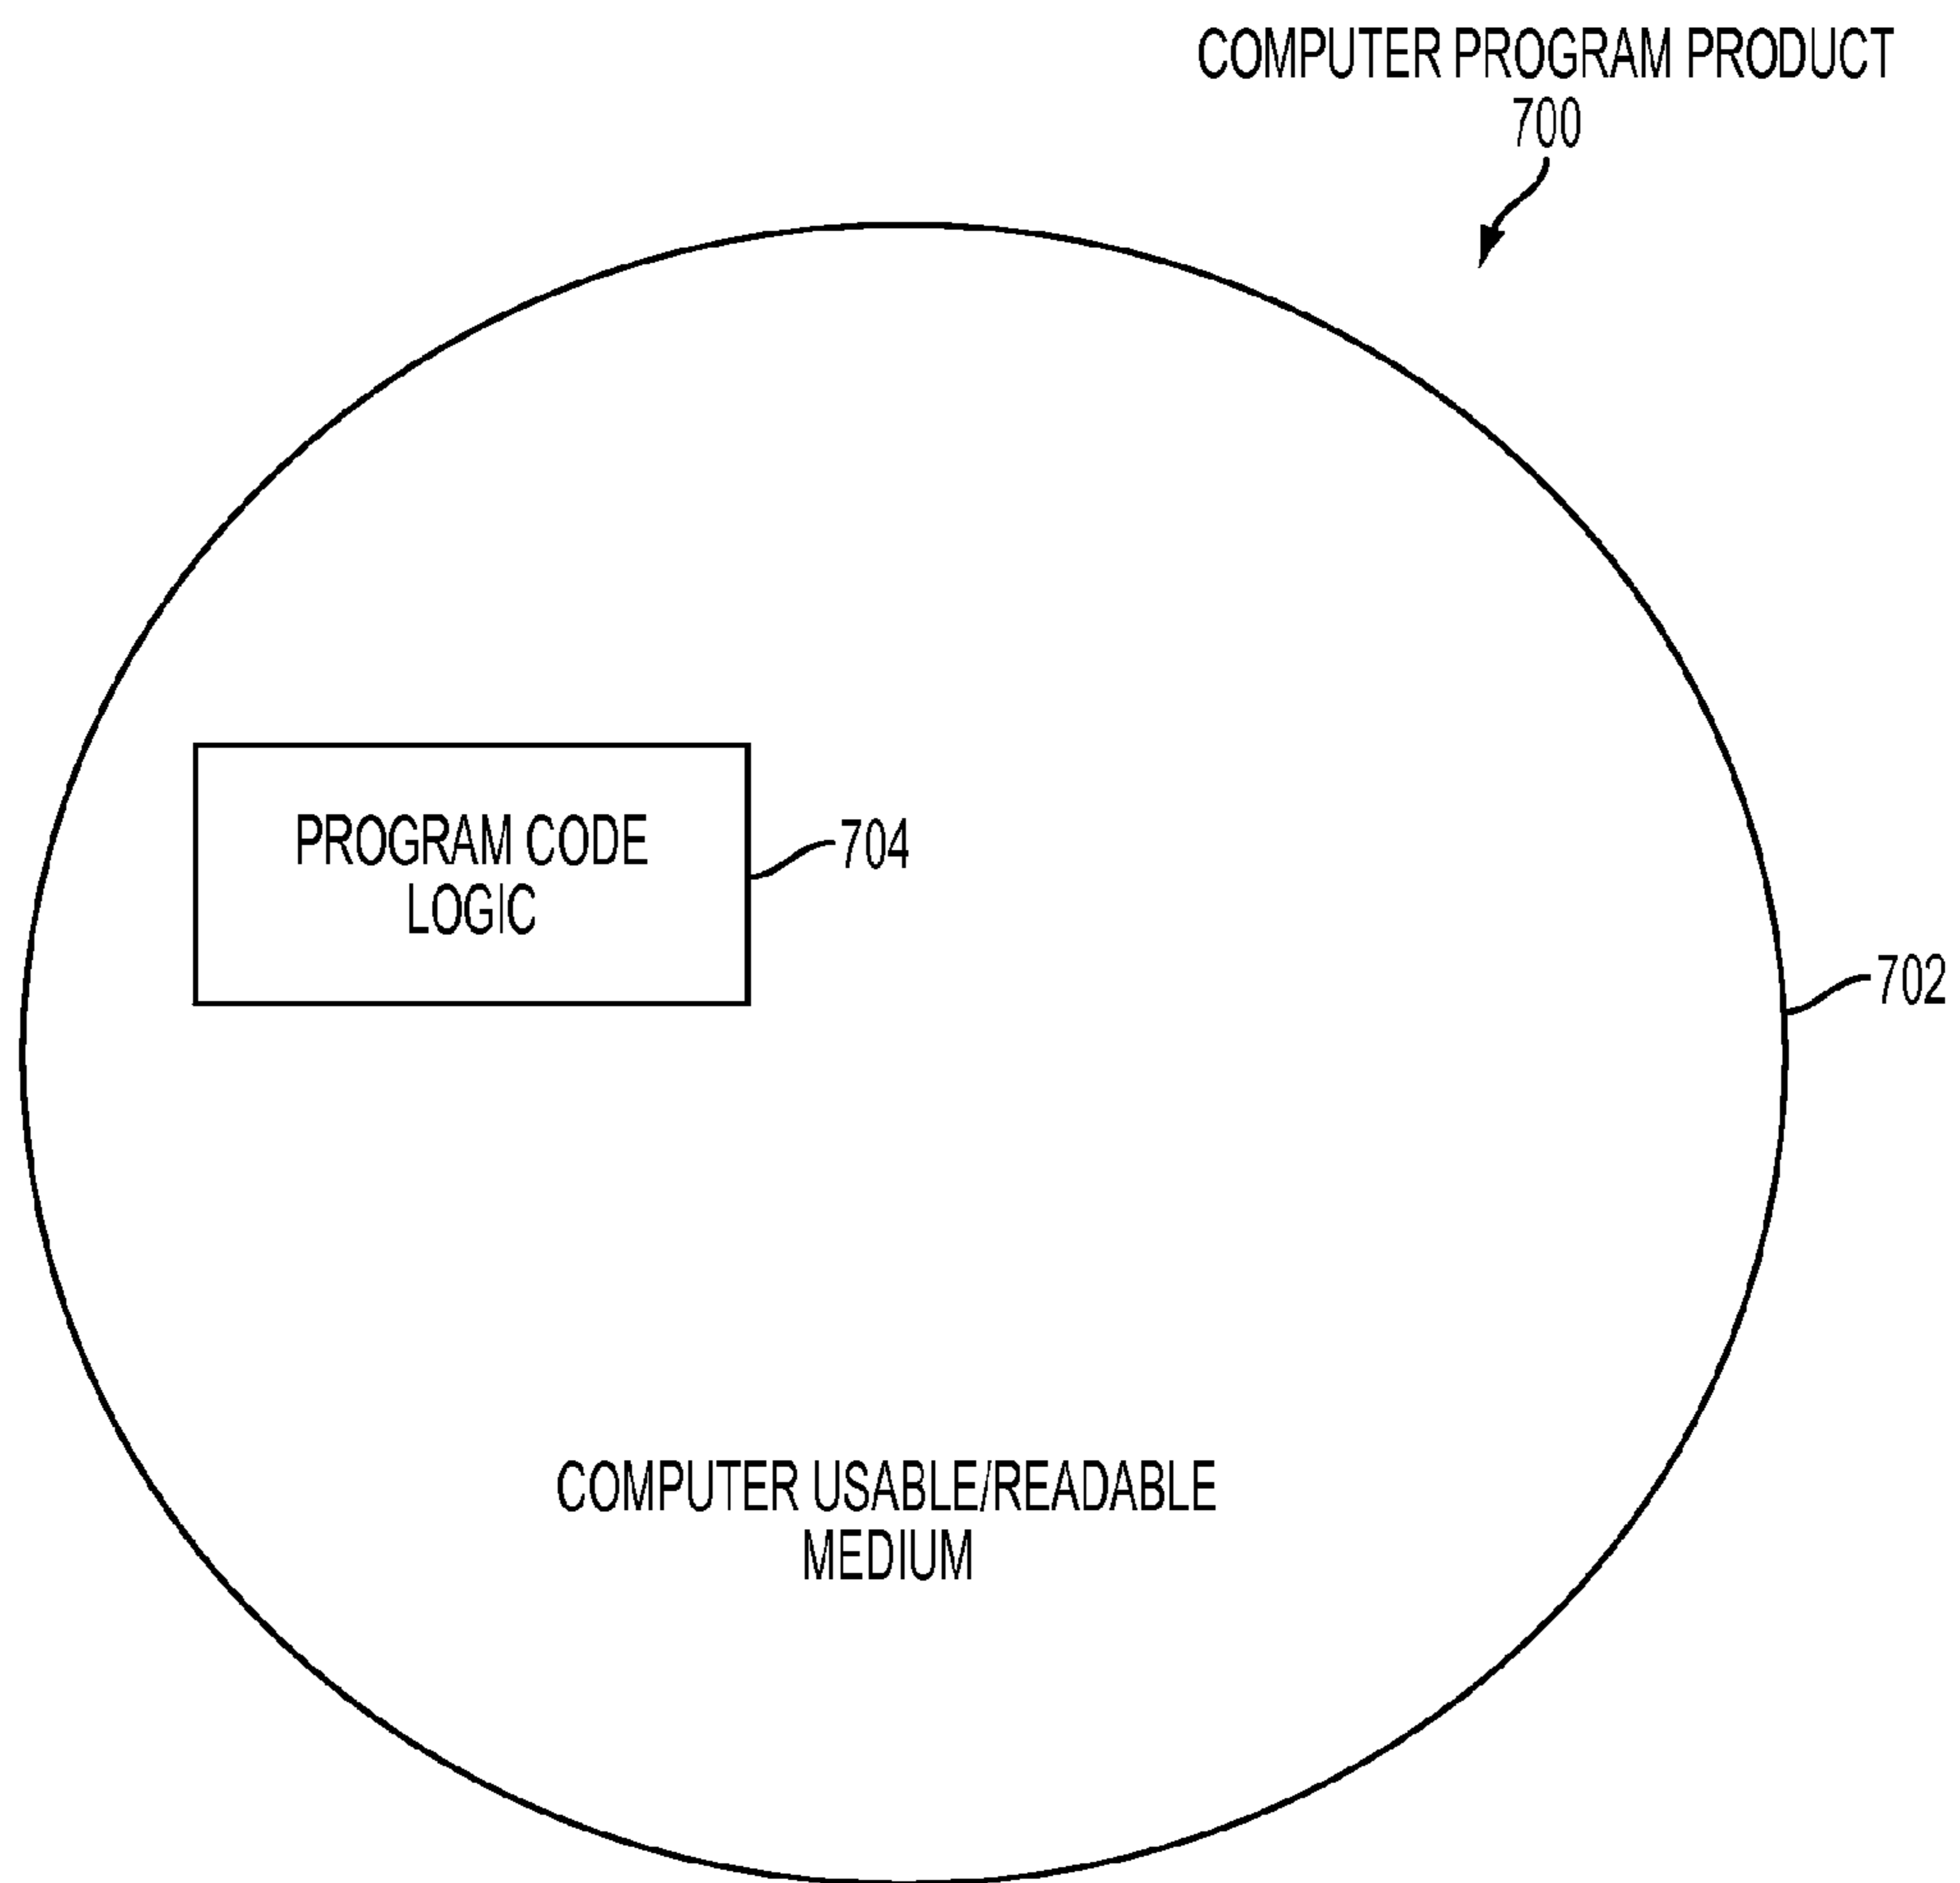 COMPUTER PROGRAM PRODUCT
700
PROGRAM CODE
LOGIC
704
702
COMPUTER USABLE/READABLE
MEDIUM